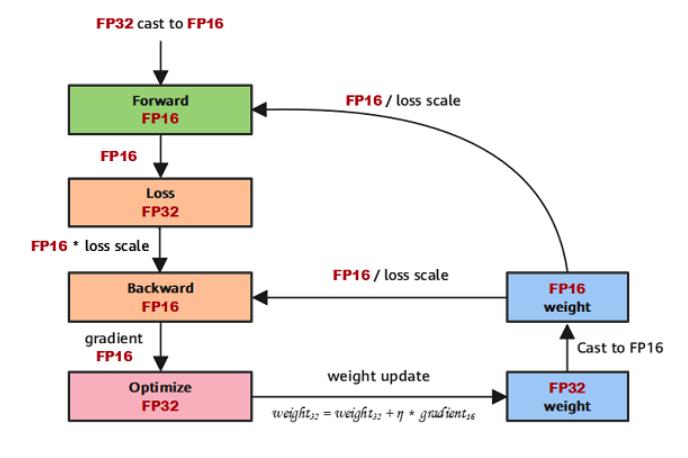 FP32 cast to FP16
Forward
FP16
FP16 / loss scale
FP16
Loss
FP32
FP16 * loss scale
Backward
FP16
FP16 / loss scale
FP16
weight
gradient
FP16
Cast to FP16
Optimize
FP32
weight update
weight₃₂ = weight₃₂ + η * gradient₁₆
FP32
weight